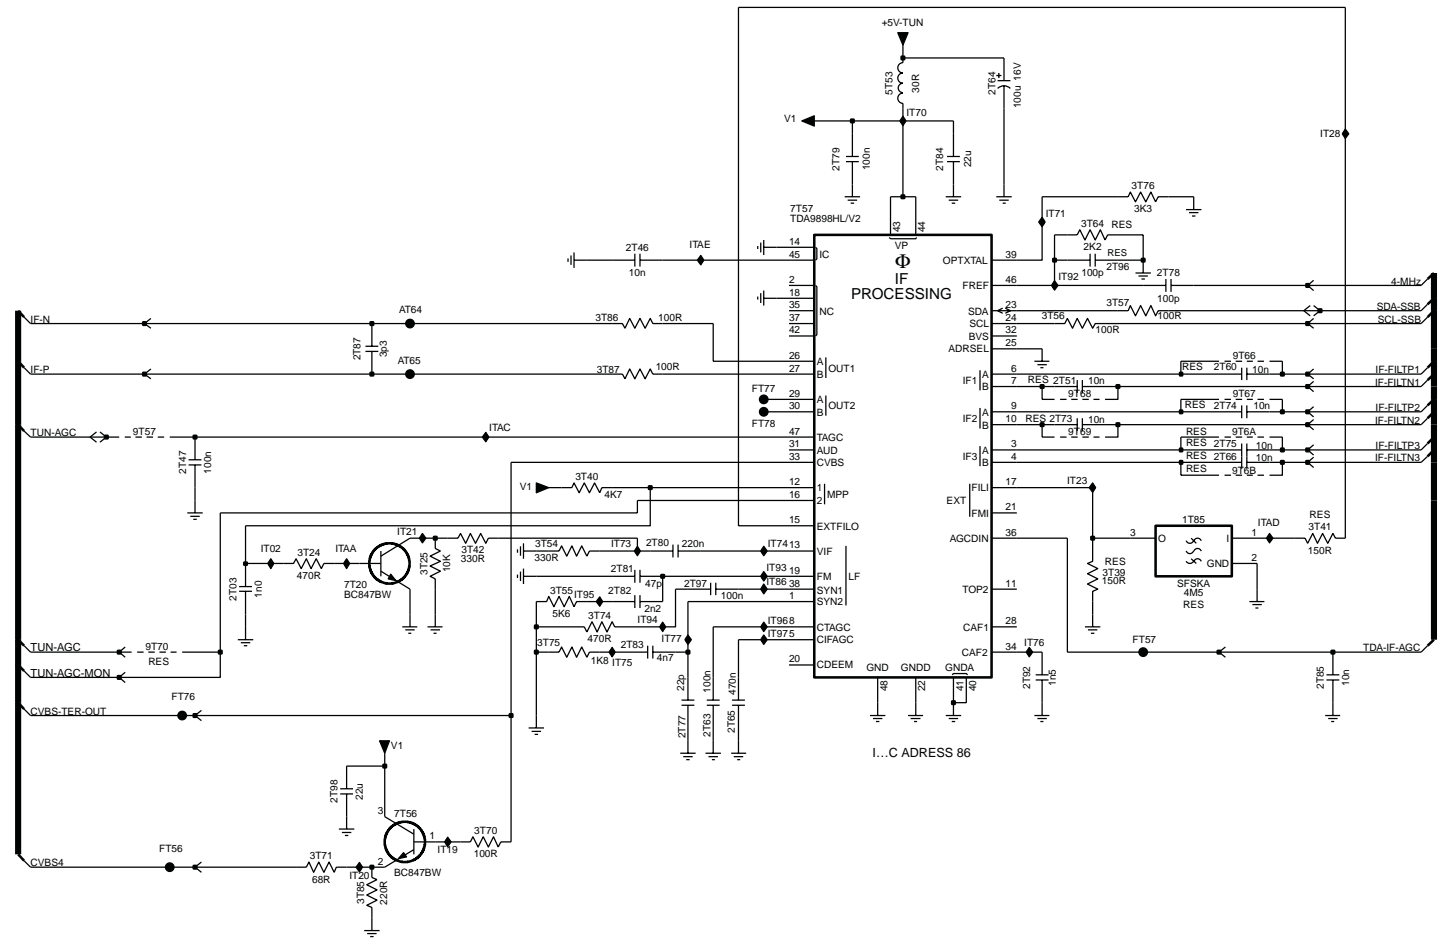 +5V-TUN
5T53
30R
2T64
100u 16V
+
V1
IT70
IT28
2T79
100n
2T84
22u
7T57
TDA9898HL/V2
43
44
VP
Φ
IF
PROCESSING
3T76
3K3
IT71
3T64
RES
2K2
RES
100p
2T96
IT92
2T78
100p
2T46
10n
ITAE
14
45
IC
2
18
35
37
42
NC
OPTXTAL
39
FREF
46
SDA
23
SCL
24
BVS
32
ADRSEL
25
3T57
100R
3T56
100R
4-MHz
SDA-SSB
SCL-SSB
IF-N
AT64
3T86
100R
2T87
3p3
IF-P
AT65
3T87
100R
26
A
27
B
OUT1
FT77
29
A
30
B
OUT2
FT78
IF1
A
6
B
7
RES
2T51
10n
9T68
9T66
RES
2T60
10n
IF-FILTP1
IF-FILTN1
IF2
A
9
B
10
RES
2T73
10n
9T69
9T67
RES
2T74
10n
IF-FILTP2
IF-FILTN2
IF3
A
3
B
4
9T6A
RES
RES
2T75
10n
RES
2T66
10n
RES
9T6B
IF-FILTP3
IF-FILTN3
TUN-AGC
9T57
2T47
100n
ITAC
47
TAGC
31
AUD
33
CVBS
V1
3T40
4K7
12
1
16
2
MPP
15
EXTFILO
EXT
FILI
17
FMI
21
AGCDIN
36
IT23
3
O
1T85
I
1
GND
2
SFSKA
4M5
RES
ITAD
RES
3T41
150R
RES
3T39
150R
IT02
3T24
470R
ITAA
IT21
2T03
1n0
7T20
BC847BW
3T25
10K
3T42
330R
3T54
330R
IT73
2T80
220n
IT74
13
VIF
2T81
47p
IT93
19
FM
LF
IT86
38
SYN1
1
SYN2
2T97
100n
3T55
5K6
IT95
2T82
2n2
3T74
470R
IT94
3T75
1K8
IT75
2T83
4n7
IT77
IT96
8
CTAGC
IT97
5
CIFAGC
20
CDEEM
TOP2
11
CAF1
28
CAF2
34
IT76
2T92
1n5
FT57
2T85
10n
TDA-IF-AGC
22p
2T77
100n
2T63
470n
2T65
GND
48
GNDD
22
GNDA
41
40
I...C ADRESS 86
TUN-AGC
9T70
RES
TUN-AGC-MON
FT76
CVBS-TER-OUT
V1
2T98
22u
3
7T56
1
2
BC847BW
IT19
3T70
100R
FT56
CVBS4
3T71
68R
IT20
3T85
220R